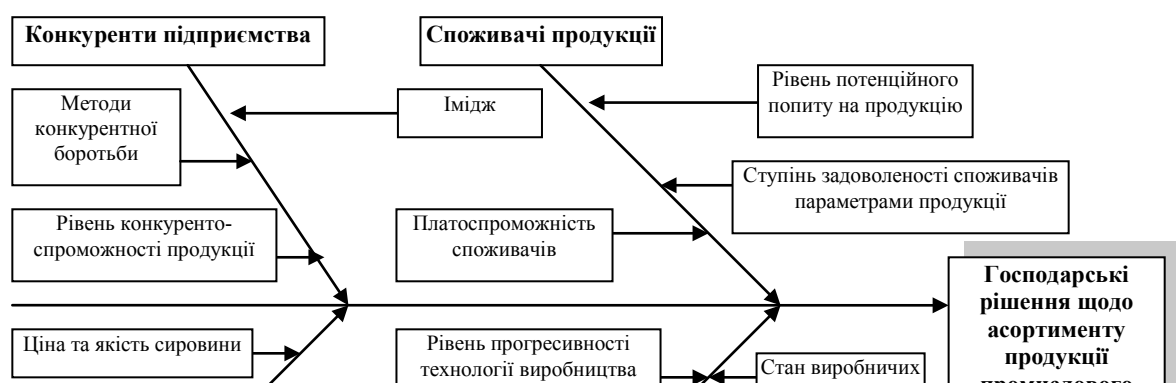 Конкуренти підприємства
Споживачі продукції
Методи
конкурентної
боротьби
Імідж
Рівень потенційного
попиту на продукцію
Ступінь задоволеності споживачів
параметрами продукції
Рівень конкуренто-
спроможності продукції
Платоспроможність
споживачів
Господарські
рішення щодо
асортименту
продукції
Ціна та якість сировини
Рівень прогресивності
технології виробництва
Стан виробничих